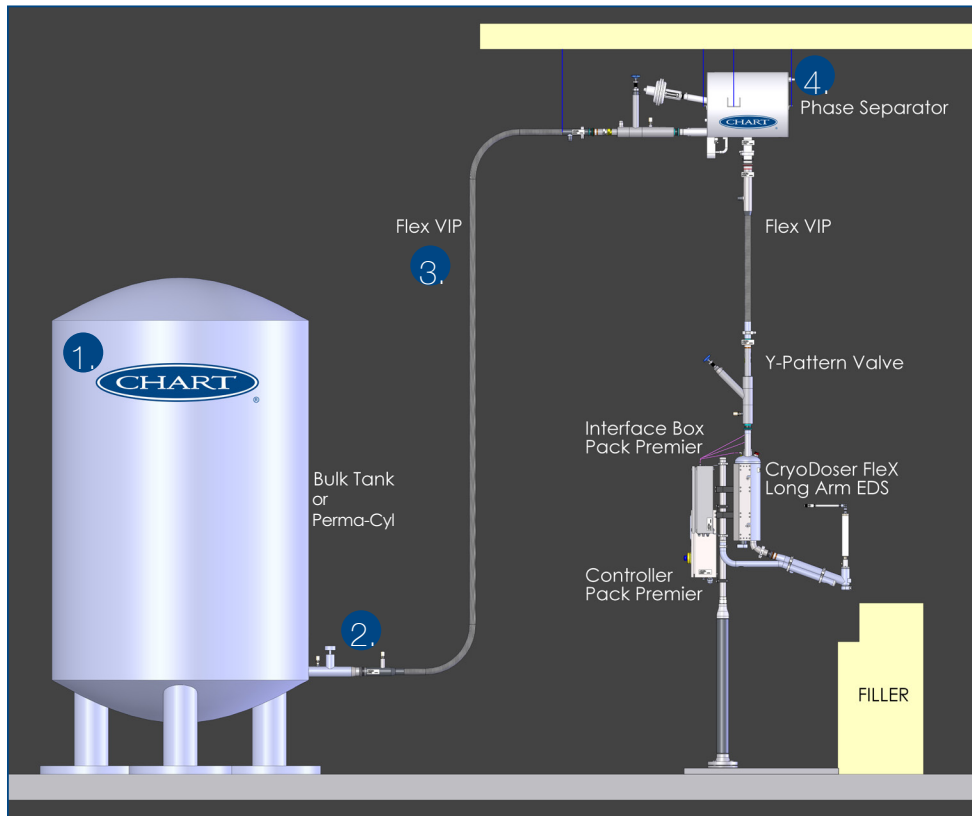 4.
Phase Separator
CHART
®
Flex VIP
Flex VIP
3.
1.
CHART
®
Y-Pattern Valve
Interface Box
Pack Premier
CryoDoser FleX
Long Arm EDS
Bulk Tank
or
Perma-Cyl
Controller
Pack Premier
2.
FILLER